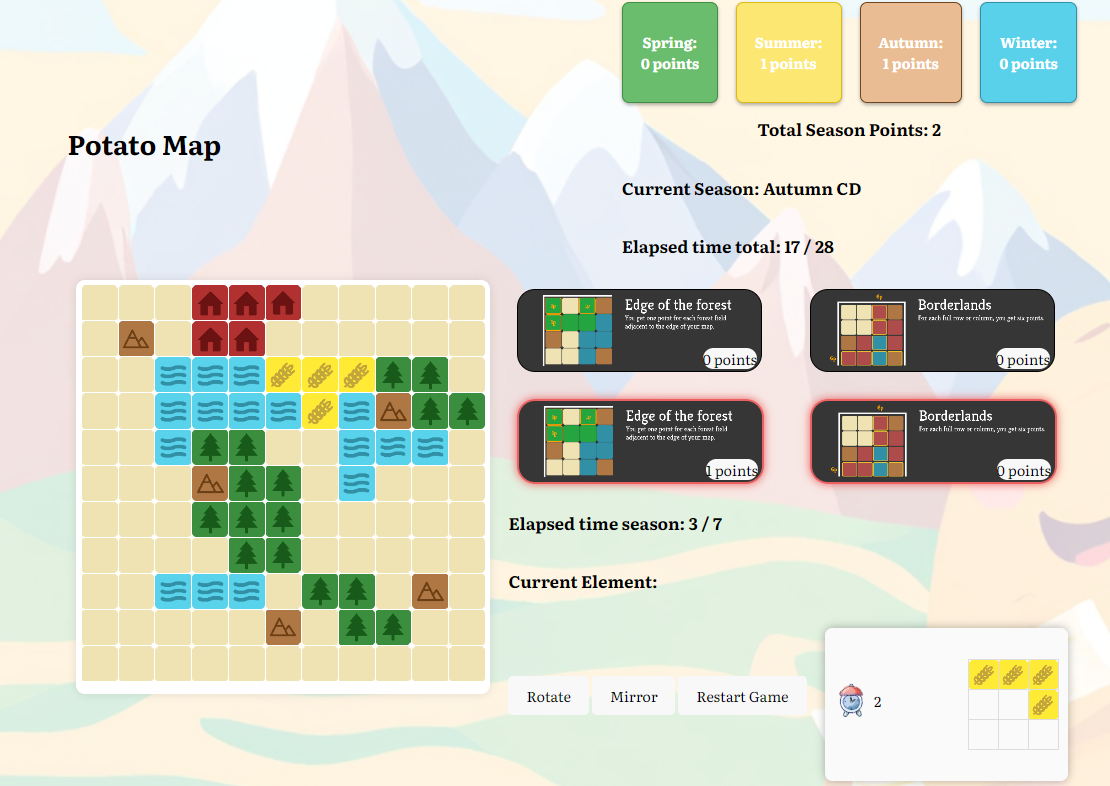 Spring:
0 points
Summer:
1 points
Autumn:
1 points
Winter:
0 points
Total Season Points: 2
Potato Map
Current Season: Autumn CD
Elapsed time total: 17 / 28
Edge of the forest
You get one point for each forest field
adjacent to the edge of your map.
0 points
Borderlands
For each full row or column, you get six points.
0 points
Edge of the forest
You get one point for each forest field
adjacent to the edge of your map.
1 points
Borderlands
For each full row or column, you get six points.
0 points
Elapsed time season: 3 / 7
Current Element:
Rotate
Mirror
Restart Game
2